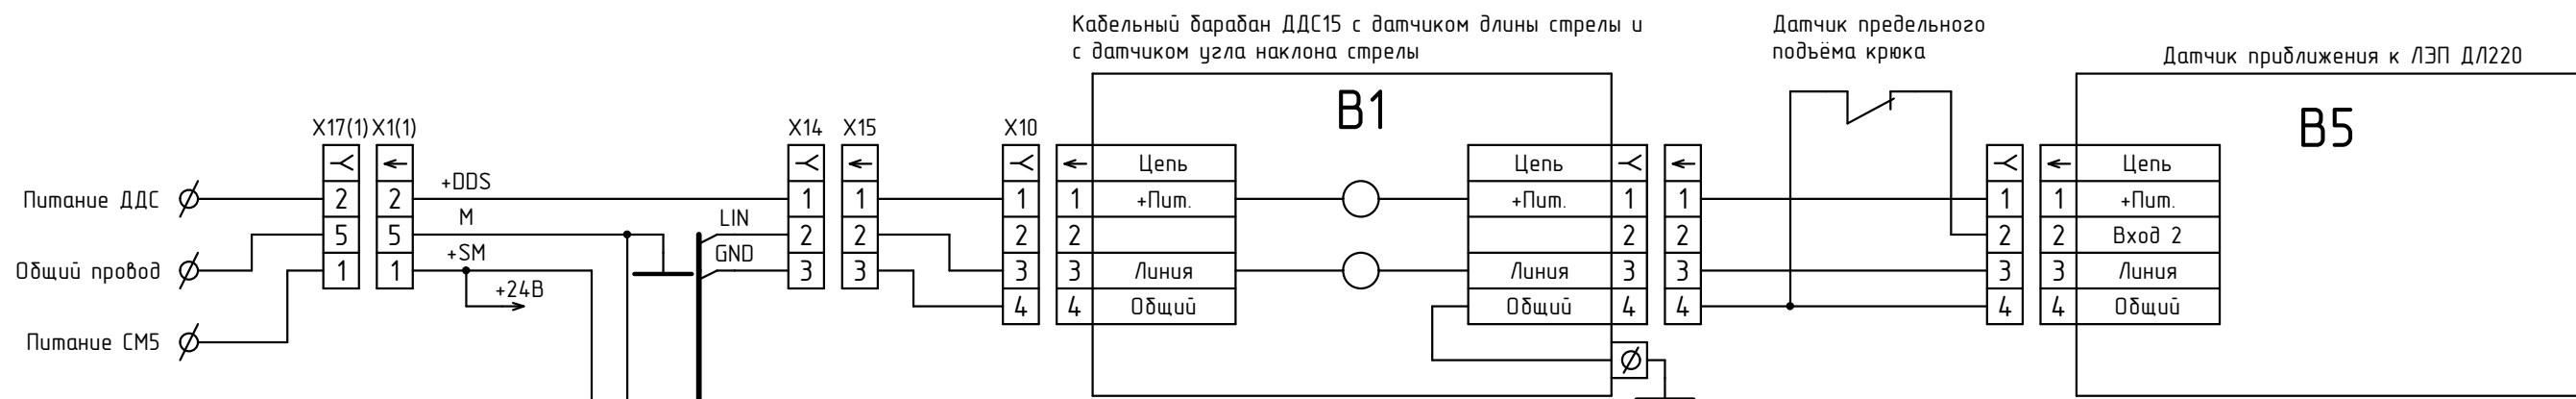 Кабельный барабан ДДС15 с датчиком длины стрелы и
с датчиком угла наклона стрелы
Датчик предельного
подъёма крюка
Датчик приближения к ЛЭП ДЛ220
В1
В5
X17(1) X1(1)
X14 X15
X10
Питание ДДС
Общий провод
Питание СМ5
2
5
1
2
5
1
+DDS
М
+SM
+24В
LIN
GND
1
2
3
1
2
3
1
2
3
4
1
2
3
4
Цепь
+Пит.
Линия
Общий
Цепь
+Пит.
Линия
Общий
1
2
3
4
1
2
3
4
1
2
3
4
1
2
3
4
Цепь
+Пит.
Вход 2
Линия
Общий